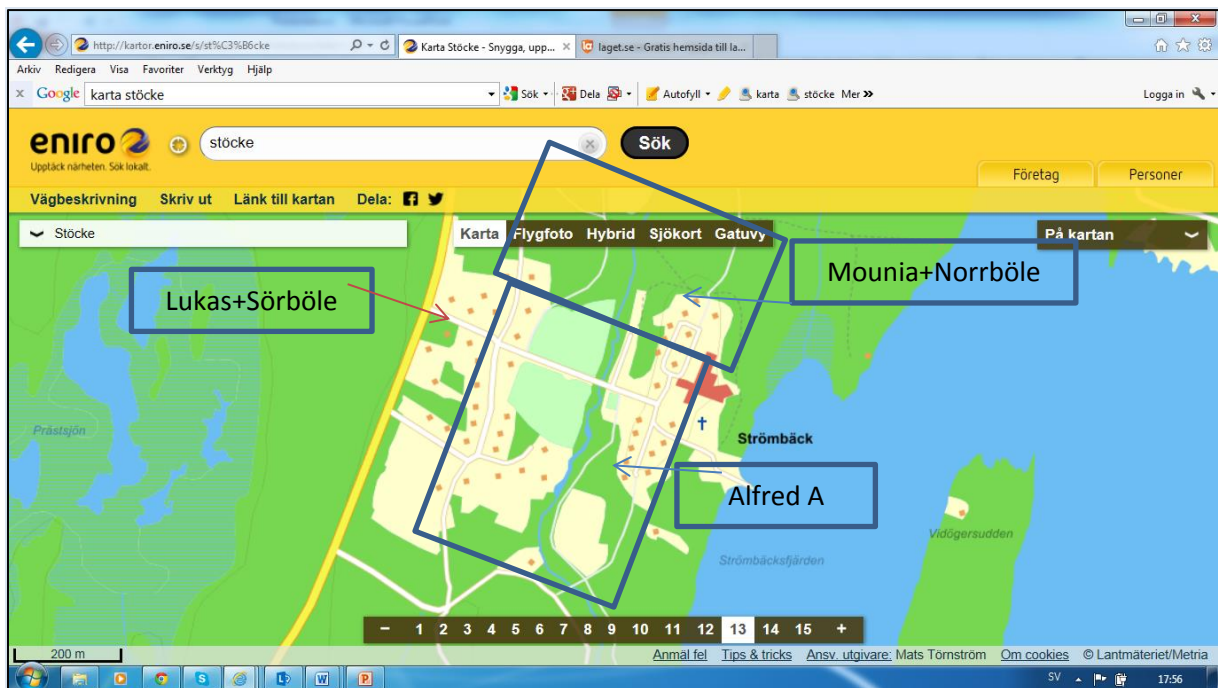 http://kartor.eniro.se/s/st%C3%B6cke
Karta Stöcke - Snygga, upp...
laget.se - Gratis hemsida till la...
Arkiv Redigera Visa Favoriter Verktyg Hjälp
x Google karta stöcke Sök Dela Autofyll karta stöcke Mer Logga in
eniro stöcke Sök
Upptäck närheten. Sök lokalt.
Företag Personer
Vägbeskrivning Skriv ut Länk till kartan Dela:
Stöcke
Karta Flygfoto Hybrid Sjökort Gatuvy
På kartan
Mounia+Norrböle
Lukas+Sörböle
Prästsjön
Strömbäck
Alfred A
Vidögersudden
Strömbäcksfjärden
− 1 2 3 4 5 6 7 8 9 10 11 12 13 14 15 +
200 m
Anmäl fel Tips & tricks Ansv. utgivare: Mats Törnström Om cookies © Lantmäteriet/Metria
SV 17:56